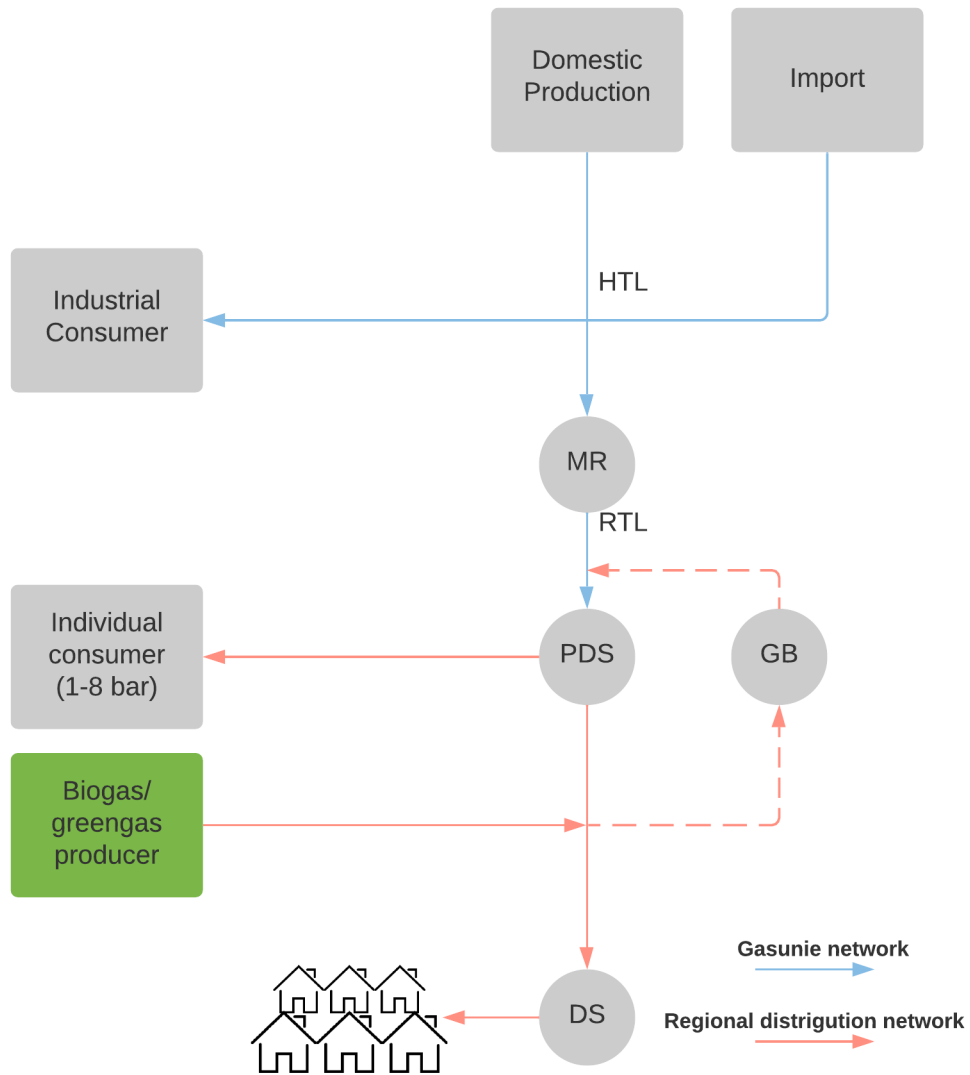 Domestic
Production
Import
HTL
Industrial
Consumer
MR
RTL
Individual
consumer
(1-8 bar)
PDS
GB
Biogas/
greengas
producer
Gasunie network
DS
Regional distrigution network